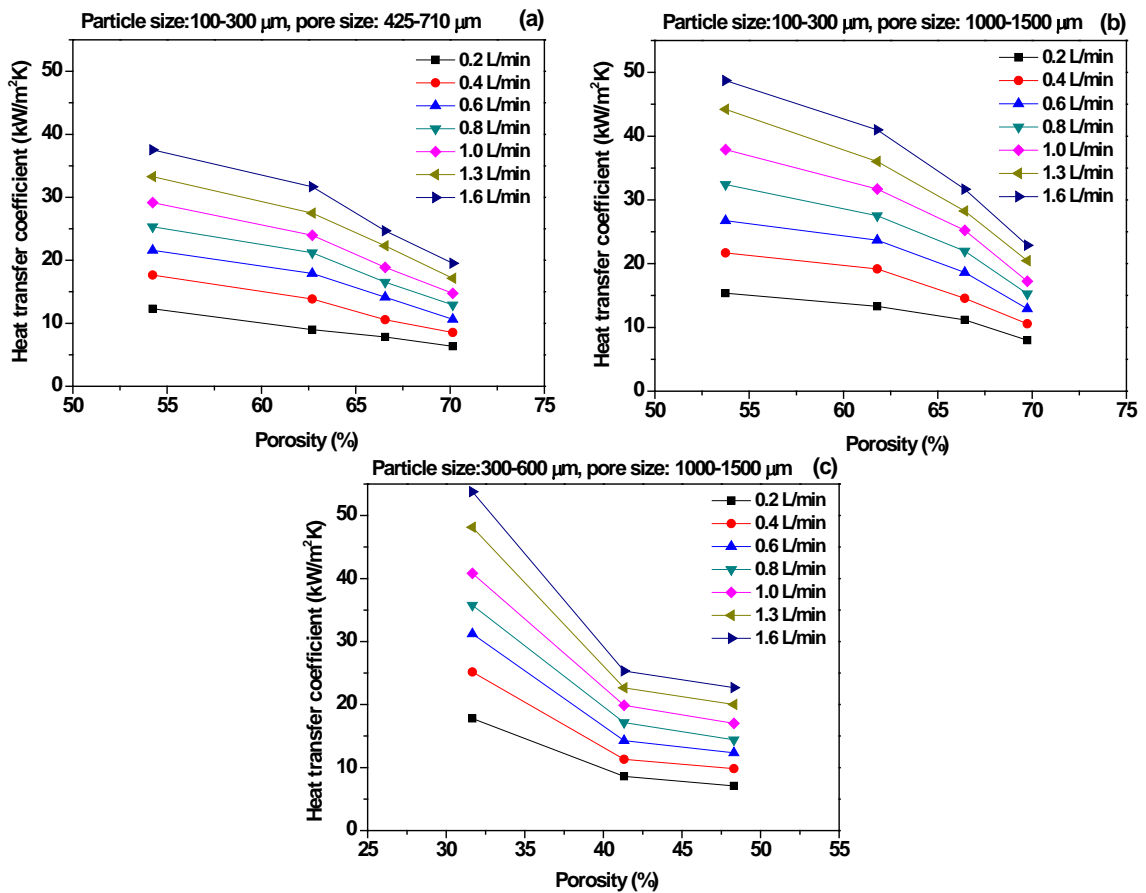 Particle size:100-300 μm, pore size: 425-710 μm
(a)
Heat transfer coefficient (kW/m²K)
50
40
30
20
10
0
0.2 L/min
0.4 L/min
0.6 L/min
0.8 L/min
1.0 L/min
1.3 L/min
1.6 L/min
50 55 60 65 70 75
Porosity (%)
Particle size:100-300 μm, pore size: 1000-1500 μm
(b)
Heat transfer coefficient (kW/m²K)
50
40
30
20
10
0
0.2 L/min
0.4 L/min
0.6 L/min
0.8 L/min
1.0 L/min
1.3 L/min
1.6 L/min
50 55 60 65 70 75
Porosity (%)
Particle size:300-600 μm, pore size: 1000-1500 μm
(c)
Heat transfer coefficient (kW/m²K)
50
40
30
20
10
0
0.2 L/min
0.4 L/min
0.6 L/min
0.8 L/min
1.0 L/min
1.3 L/min
1.6 L/min
25 30 35 40 45 50 55
Porosity (%)